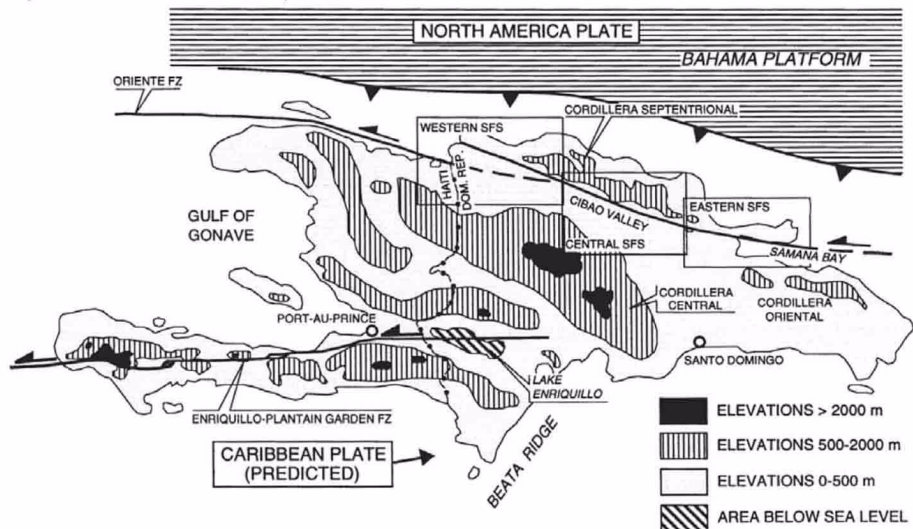 NORTH AMERICA PLATE
BAHAMA PLATFORM
ORIENTE FZ
CORDILLERA SEPTENTRIONAL
WESTERN SFS
HAITI
DOM. REP.
GULF OF
GONAVE
CIBAO VALLEY
EASTERN SFS
CENTRAL SFS
SAMANA BAY
CORDILLERA
CENTRAL
CORDILLERA
ORIENTAL
PORT-AU-PRINCE
SANTO DOMINGO
LAKE
ENRIQUILLO
ENRIQUILLO-PLANTAIN GARDEN FZ
CARIBBEAN PLATE
(PREDICTED)
BEATA RIDGE
ELEVATIONS > 2000 m
ELEVATIONS 500-2000 m
ELEVATIONS 0-500 m
AREA BELOW SEA LEVEL